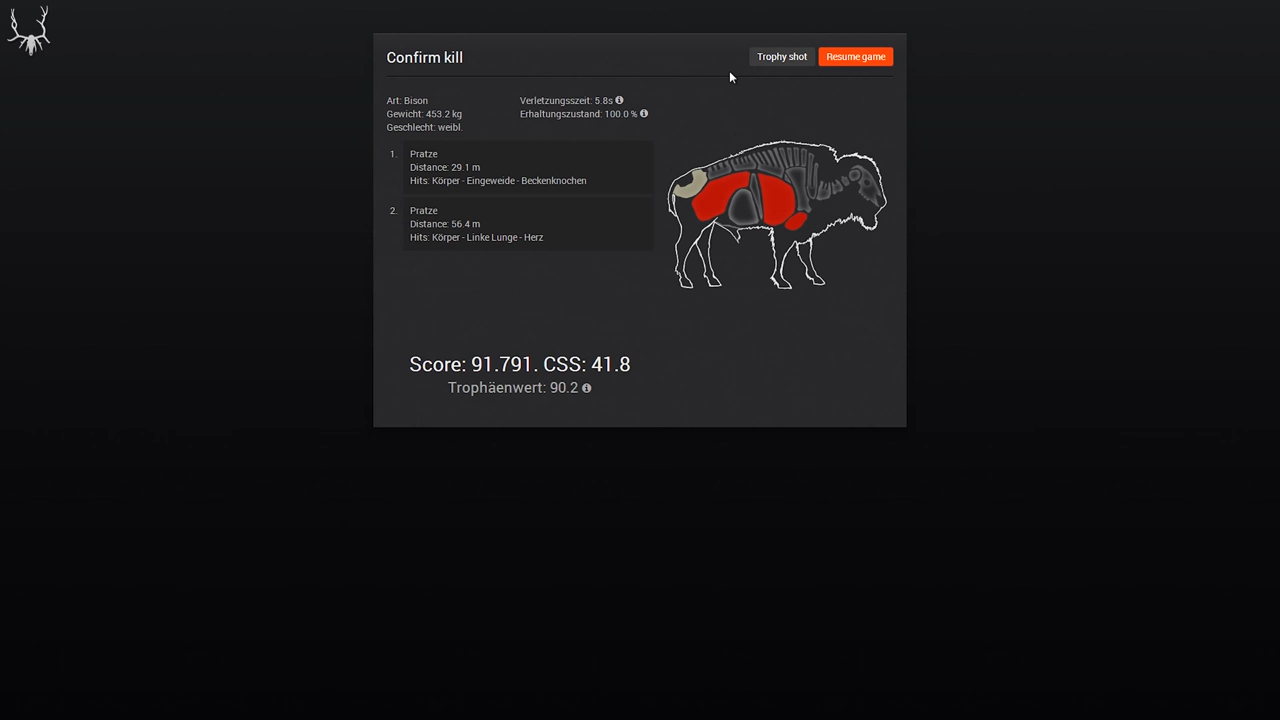 Confirm kill
Trophy shot
Resume game
Art: Bison
Gewicht: 453.2 kg
Geschlecht: weibl.
Verletzungsszeit: 5.8s
Erhaltungszustand: 100.0 %
1. Pratze
Distance: 29.1 m
Hits: Körper - Eingeweide - Beckenknochen
2. Pratze
Distance: 56.4 m
Hits: Körper - Linke Lunge - Herz
Score: 91.791. CSS: 41.8
Trophäenwert: 90.2